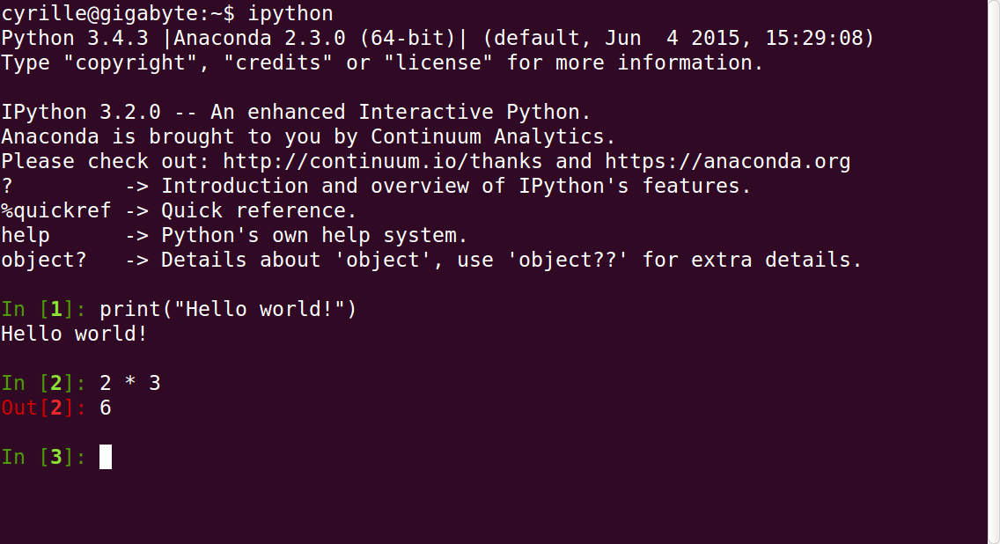 cyrille@gigabyte:~$ ipython
Python 3.4.3 |Anaconda 2.3.0 (64-bit)| (default, Jun  4 2015, 15:29:08)
Type "copyright", "credits" or "license" for more information.

IPython 3.2.0 -- An enhanced Interactive Python.
Anaconda is brought to you by Continuum Analytics.
Please check out: http://continuum.io/thanks and https://anaconda.org
?         -> Introduction and overview of IPython's features.
%quickref -> Quick reference.
help      -> Python's own help system.
object?   -> Details about 'object', use 'object??' for extra details.

In [1]: print("Hello world!")
Hello world!

In [2]: 2 * 3
Out[2]: 6

In [3]: